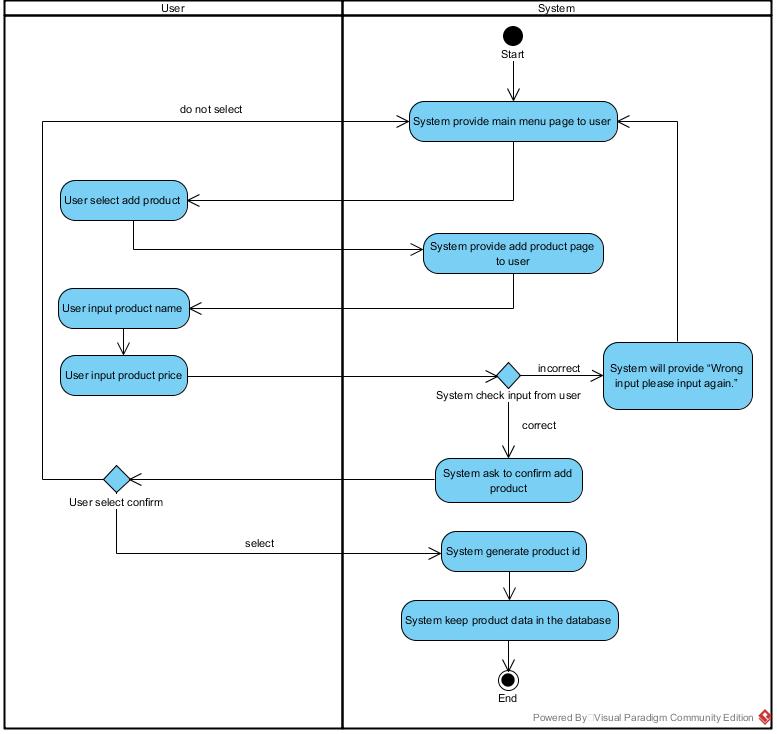 User
System
Start
do not select
System provide main menu page to user
User select add product
System provide add product page
to user
User input product name
User input product price
incorrect
System will provide “Wrong
input please input again.”
System check input from user
correct
System ask to confirm add
product
User select confirm
select
System generate product id
System keep product data in the database
End
Powered By Visual Paradigm Community Edition